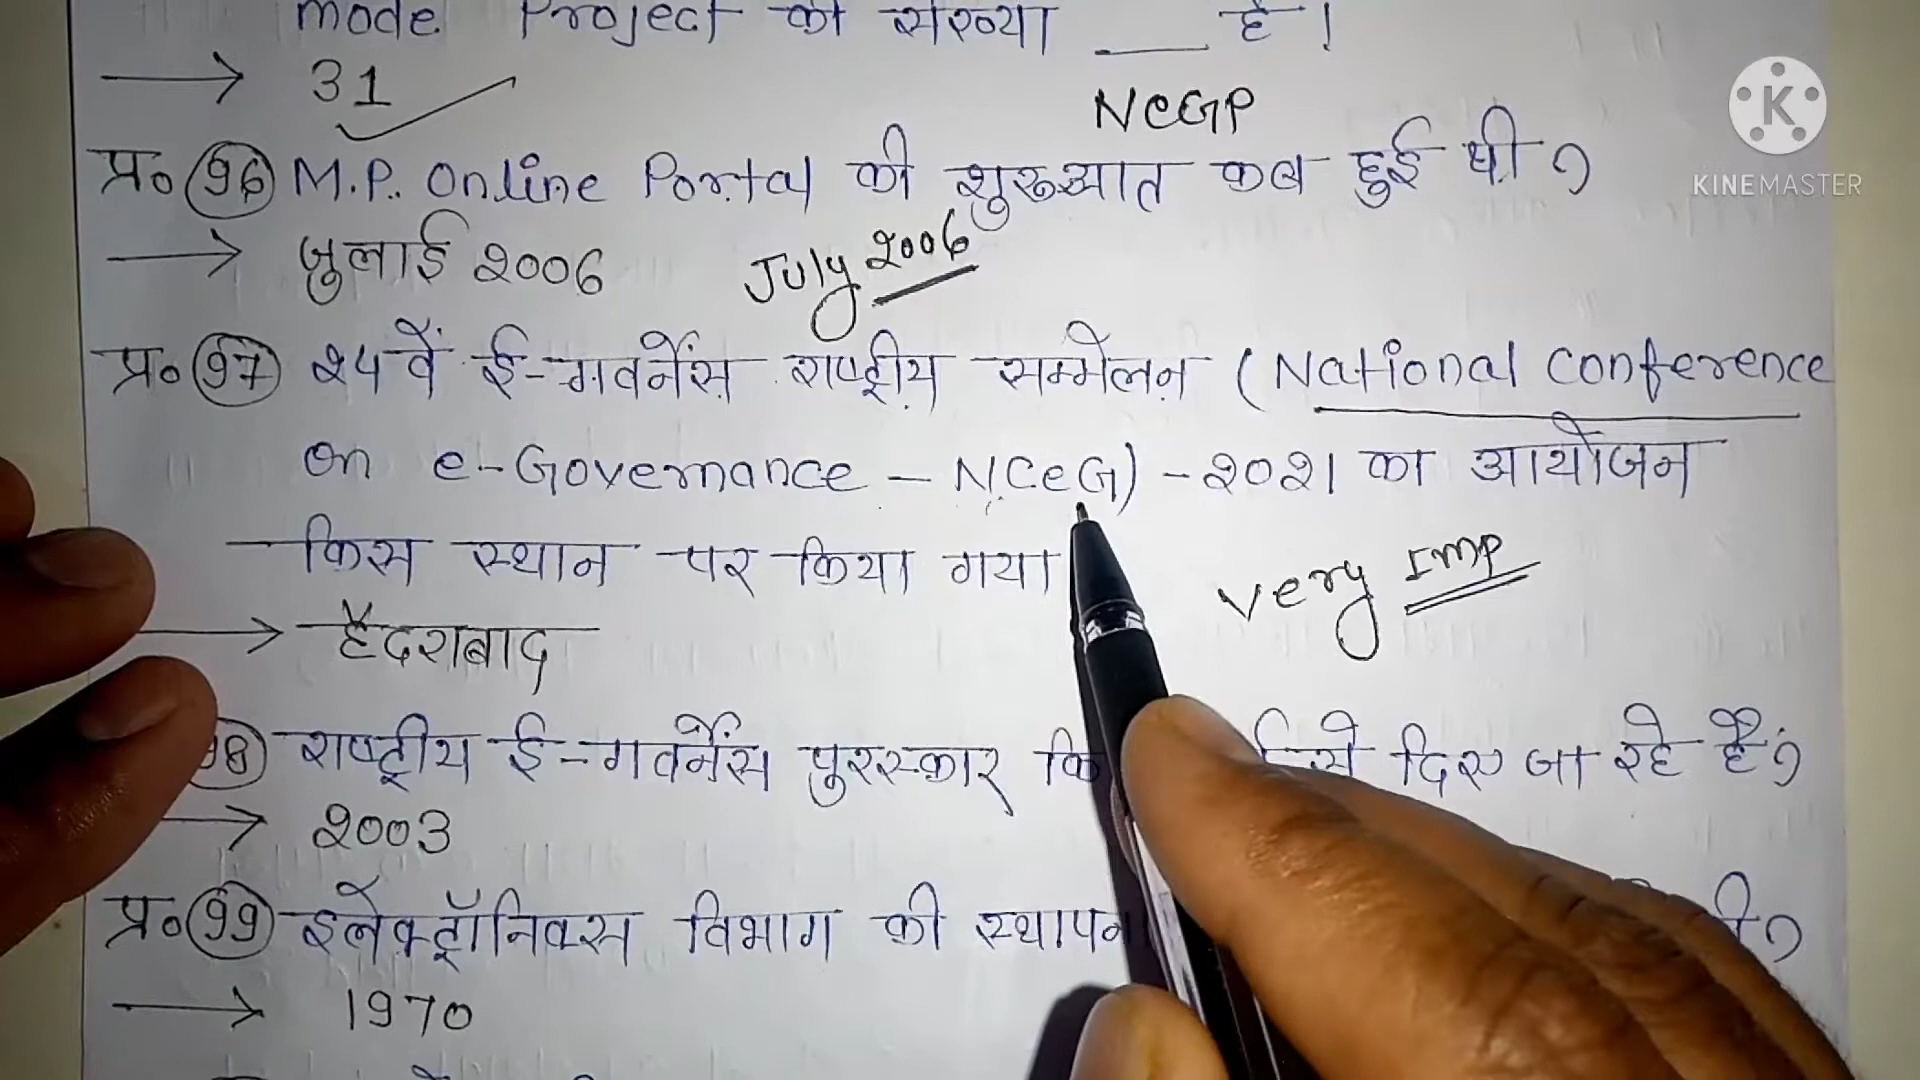 mode Project की संख्या ___ है।
→ 31
NeGP
K
KINEMASTER
प्र० 96 M.P. Online Portal की शुरुआत कब हुई थी?
→ जुलाई 2006 July 2006
प्र० 97 24वें ई-गवर्नेंस राष्ट्रीय सम्मेलन (National Conference
on e-Governance - NCeG) - 2021 का आयोजन
किस स्थान पर किया गया
very IMP
→ हैदराबाद
98 राष्ट्रीय ई-गवर्नेंस पुरस्कार से दिए जा रहे हैं?
→ 2003
प्र० 99 इलेक्ट्रॉनिक्स विभाग की
→ 1970